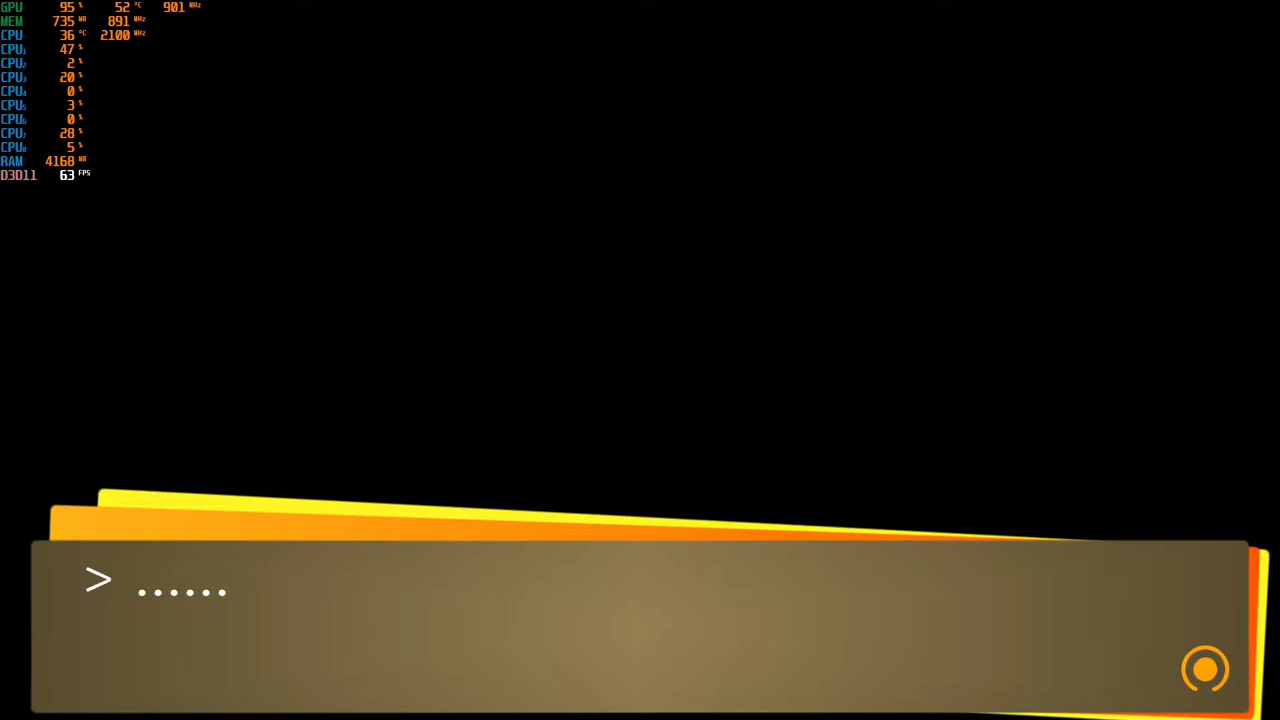 GPU 95 % 52 °C 901 MHz
MEM 735 MB 891 MHz
CPU 36 °C 2100 MHz
CPU1 47 %
CPU2 2 %
CPU3 20 %
CPU4 0 %
CPU5 3 %
CPU6 0 %
CPU7 28 %
CPU8 5 %
RAM 4168 MB
D3D11 63 FPS
> ......